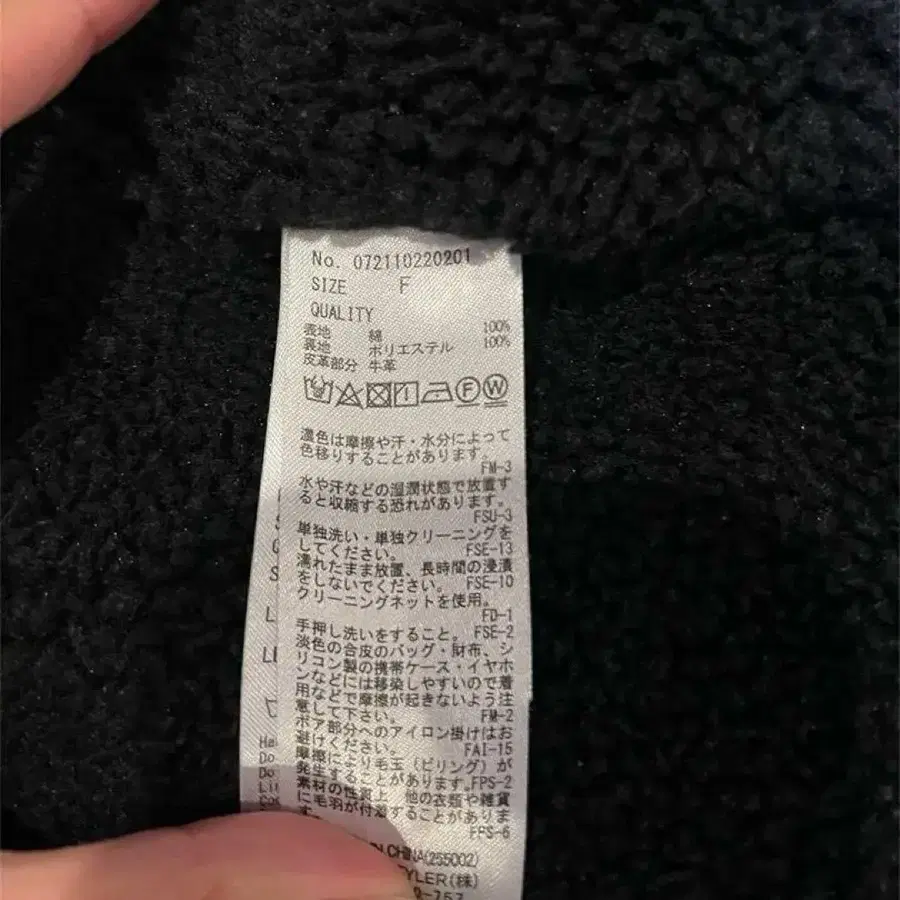 No. 072110220201
SIZE F
QUALITY
表地 綿 100%
裏地 ポリエステル 100%
皮革部分 牛革
F W
濃色は摩擦や汗・水分によって
色移りすることがあります。
FM-3
水や汗などの湿潤状態で放置す
ると収縮する恐れがあります。
FSU-3
単独洗い・単独クリーニングを
してください。 FSE-13
濡れたまま放置、長時間の浸漬
をしないでください。 FSE-10
クリーニングネットを使用。
FD-1
手押し洗いをすること。 FSE-2
淡色の合皮のバッグ・財布、シ
リコン製の携帯ケース・イヤホ
ンなどには移染しやすいので着
用などで摩擦が起きないよう注
意して下さい。 FM-2
ボア部分へのアイロン掛けはお
避けください。 FAI-15
摩擦により毛玉(ピリング)が
発生することがあります。FPS-2
素材の性質上、他の衣類や雑貨
に毛羽が付着することがありま
FPS-6
CHINA(255002)
TYLER(株)